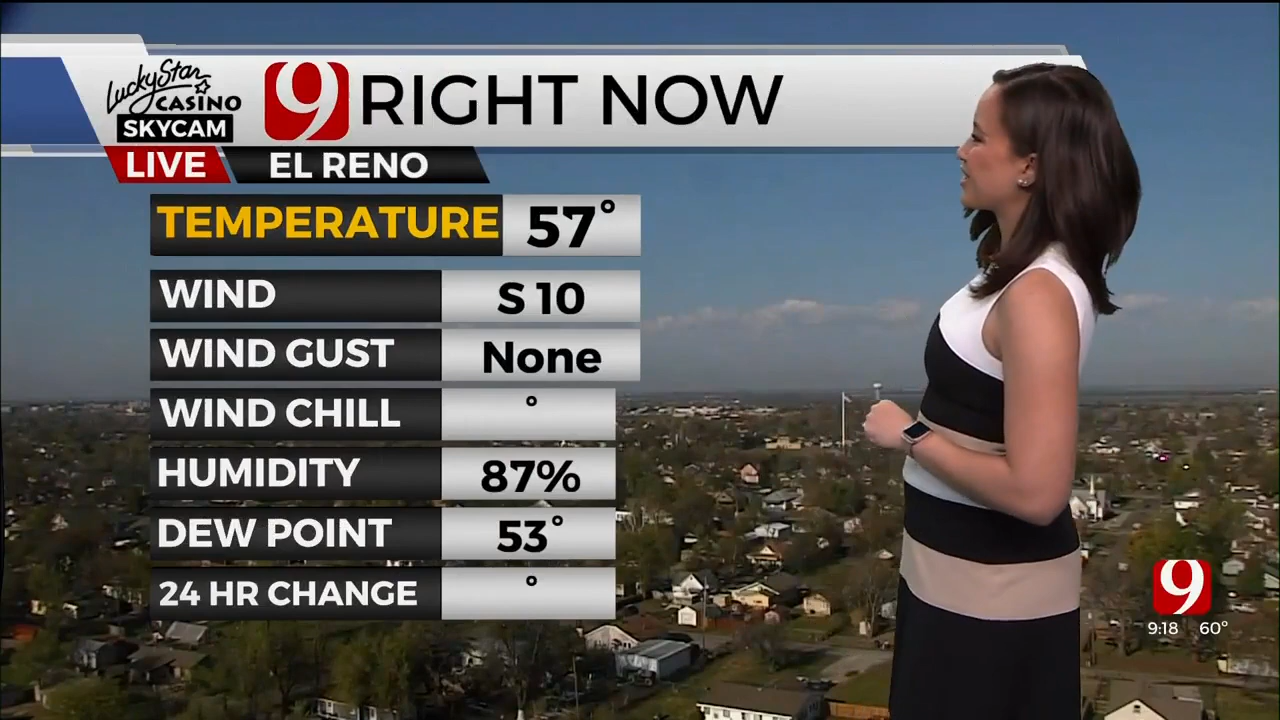 Lucky Star
CASINO
SKYCAM
9 RIGHT NOW
LIVE EL RENO
TEMPERATURE 57°
WIND S 10
WIND GUST None
WIND CHILL °
HUMIDITY 87%
DEW POINT 53°
24 HR CHANGE °
9
9:18 60°